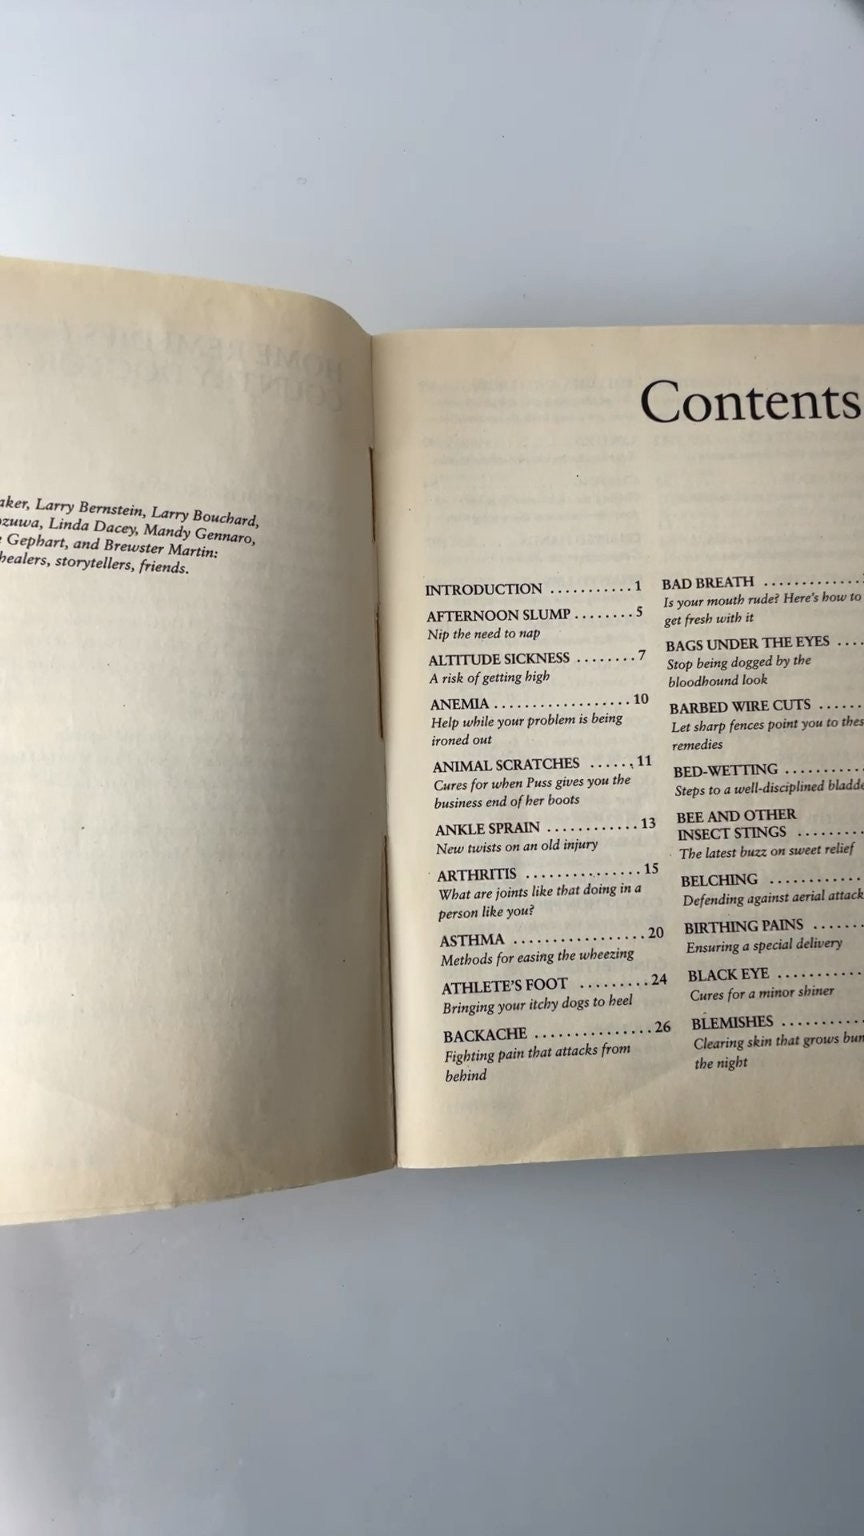 aker, Larry Bernstein, Larry Bouchard,
ozuwa, Linda Dacey, Mandy Gennaro,
Gephart, and Brewster Martin:
healers, storytellers, friends.
Contents
INTRODUCTION ........... 1
AFTERNOON SLUMP ........ 5
Nip the need to nap
ALTITUDE SICKNESS ........ 7
A risk of getting high
ANEMIA .................. 10
Help while your problem is being
ironed out
ANIMAL SCRATCHES ...... 11
Cures for when Puss gives you the
business end of her boots
ANKLE SPRAIN ............ 13
New twists on an old injury
ARTHRITIS ............... 15
What are joints like that doing in a
person like you?
ASTHMA ................. 20
Methods for easing the wheezing
ATHLETE'S FOOT ......... 24
Bringing your itchy dogs to heel
BACKACHE ............... 26
Fighting pain that attacks from
behind
BAD BREATH ............
Is your mouth rude? Here's how to
get fresh with it
BAGS UNDER THE EYES ....
Stop being dogged by the
bloodhound look
BARBED WIRE CUTS ......
Let sharp fences point you to thes
remedies
BED-WETTING ..........
Steps to a well-disciplined bladde
BEE AND OTHER
INSECT STINGS .........
The latest buzz on sweet relief
BELCHING ............
Defending against aerial attack
BIRTHING PAINS .......
Ensuring a special delivery
BLACK EYE ...........
Cures for a minor shiner
BLEMISHES ..........
Clearing skin that grows bum
the night